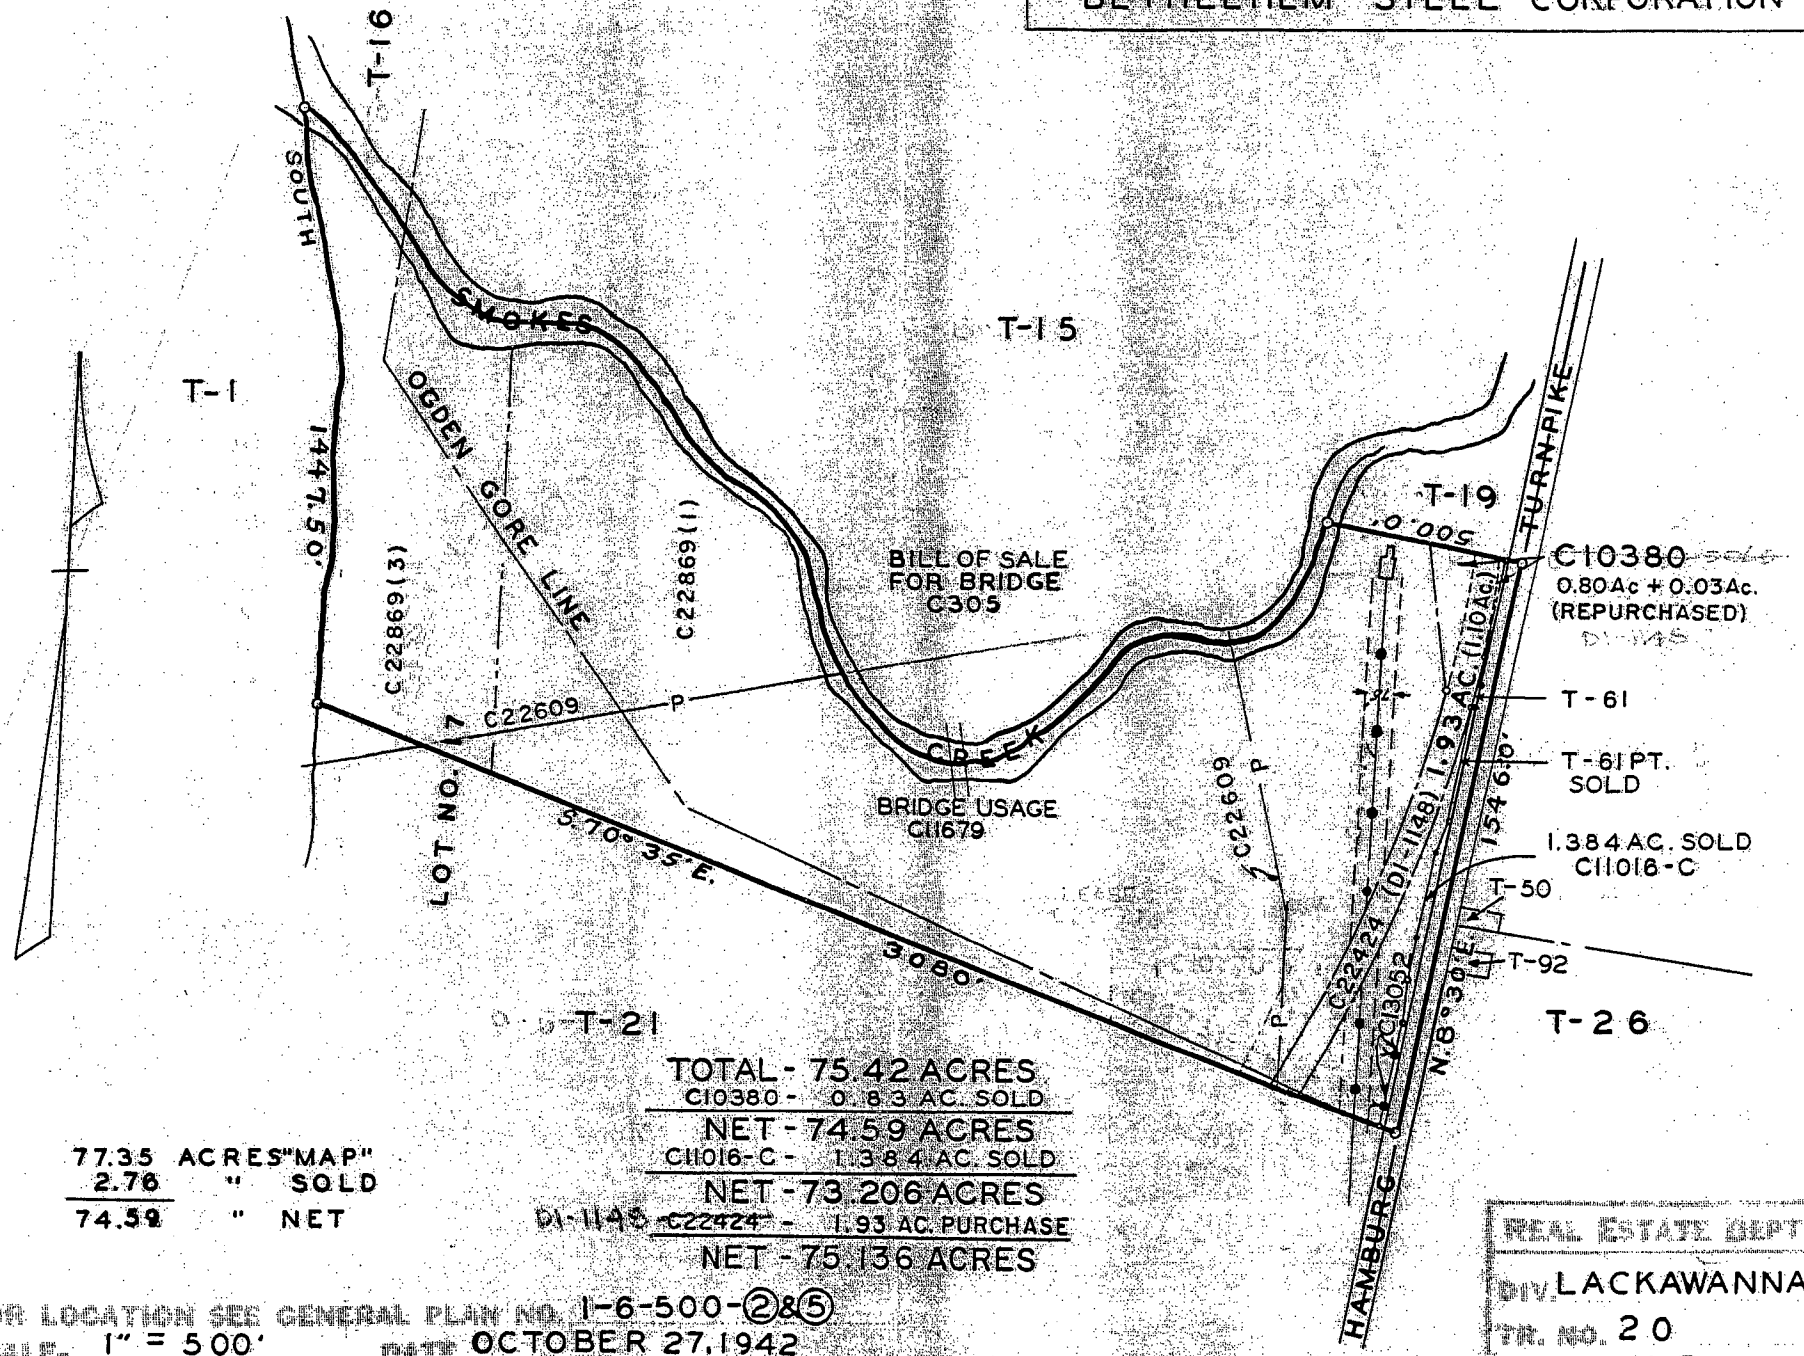 BETHLEHEM STEEL CORPORATION
T-16
SOUTH
SMOKES
T-15
T-1
OGDEN GORE LINE
1447.50'
C22869(3)
C22869(1)
BILL OF SALE
FOR BRIDGE
C305
TURNPIKE
T-19
500.0'
C10380
0.80Ac + 0.03Ac.
(REPURCHASED)
D1-1148
T-61
T-61 PT.
SOLD
1546.0'
1.384 AC. SOLD
C11016-C
T-50
T-92
T-26
N.8°30'E.
C22609
P
CREEK
BRIDGE USAGE
C11679
P
C22609
P
C22424 (D1-1148) 1.93 AC. (1.10Ac.)
C13052
LOT NO. 17
S.70°35'E.
3080.'
T-21
TOTAL - 75.42 ACRES
C10380 - 0.83 AC. SOLD
NET - 74.59 ACRES
C11016-C - 1.384 AC. SOLD
NET - 73.206 ACRES
D1-1148 C22424 - 1.93 AC. PURCHASE
NET - 75.136 ACRES
77.35 ACRES "MAP"
2.76 " SOLD
74.59 " NET
HAMBURG
LOCATION SEE GENERAL PLAN NO. 1-6-500-②&⑤
1" = 500' DATE OCTOBER 27, 1942
REAL ESTATE DEPT
DIV. LACKAWANNA
TR. NO. 20